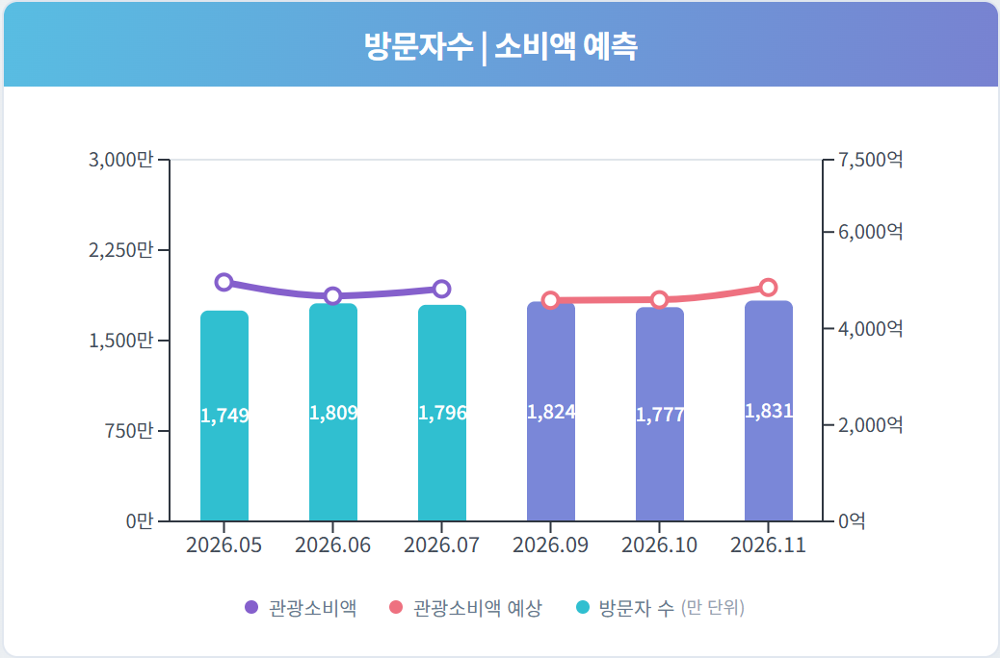 방문자수 | 소비액 예측
3,000만
2,250만
1,500만
750만
0만
7,500억
6,000억
4,000억
2,000억
0억
1,749
1,809
1,796
1,824
1,777
1,831
2026.05
2026.06
2026.07
2026.09
2026.10
2026.11
관광소비액
관광소비액 예상
방문자 수 (만 단위)